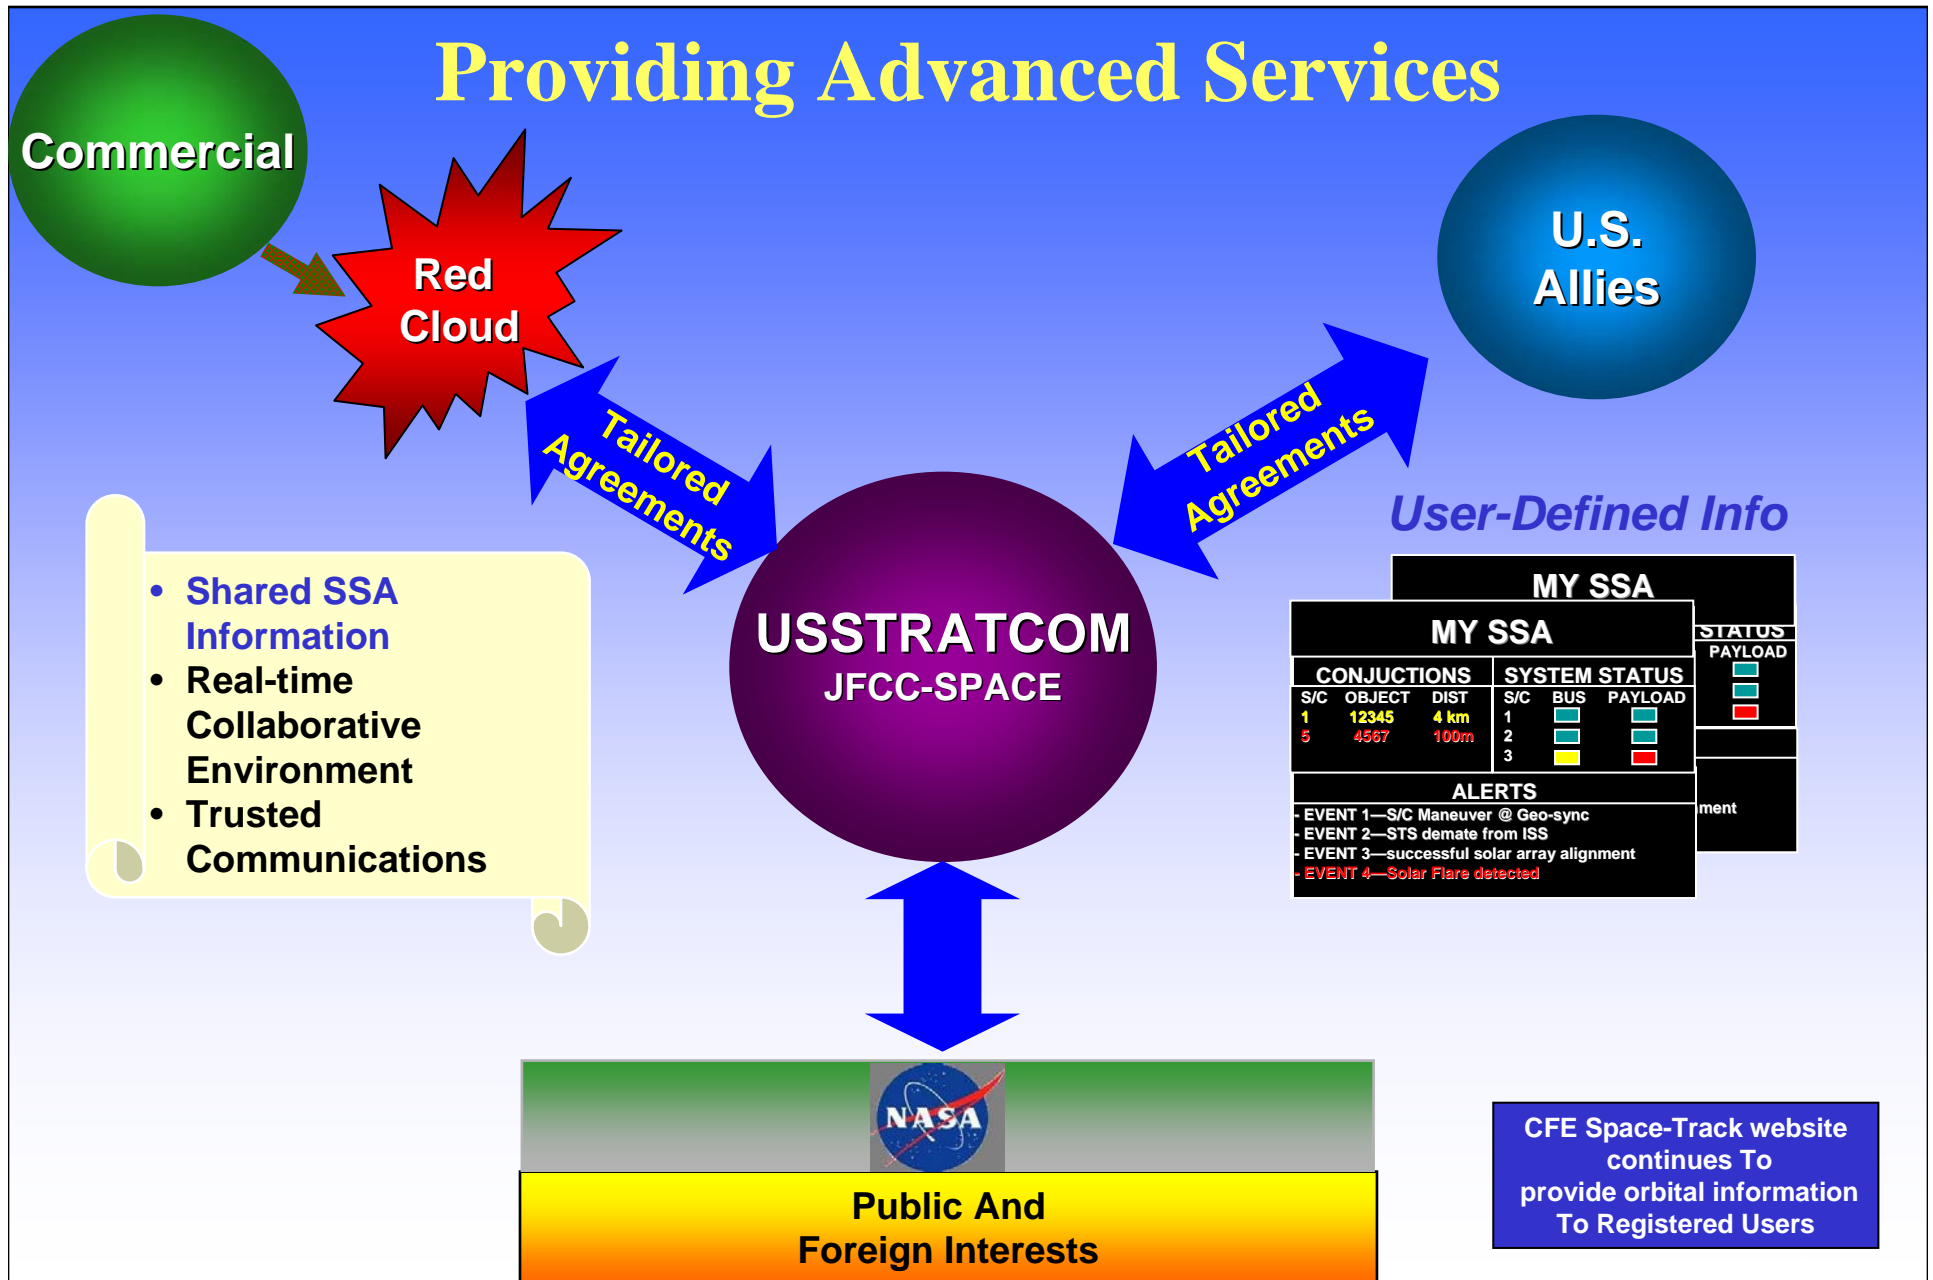 Providing Advanced Services
Commercial
Red
Cloud
U.S.
Allies
Tailored
Agreements
Tailored
Agreements
User-Defined Info
• Shared SSA
Information
• Real-time
Collaborative
Environment
• Trusted
Communications
USSTRATCOM
JFCC-SPACE
MY SSA
STATUS
PAYLOAD
nment
MY SSA
CONJUCTIONS
S/C OBJECT DIST
1 12345 4 km
5 4567 100m
SYSTEM STATUS
S/C BUS PAYLOAD
1
2
3
ALERTS
- EVENT 1—S/C Maneuver @ Geo-sync
- EVENT 2—STS demate from ISS
- EVENT 3—successful solar array alignment
- EVENT 4—Solar Flare detected
NASA
Public And
Foreign Interests
CFE Space-Track website
continues To
provide orbital information
To Registered Users